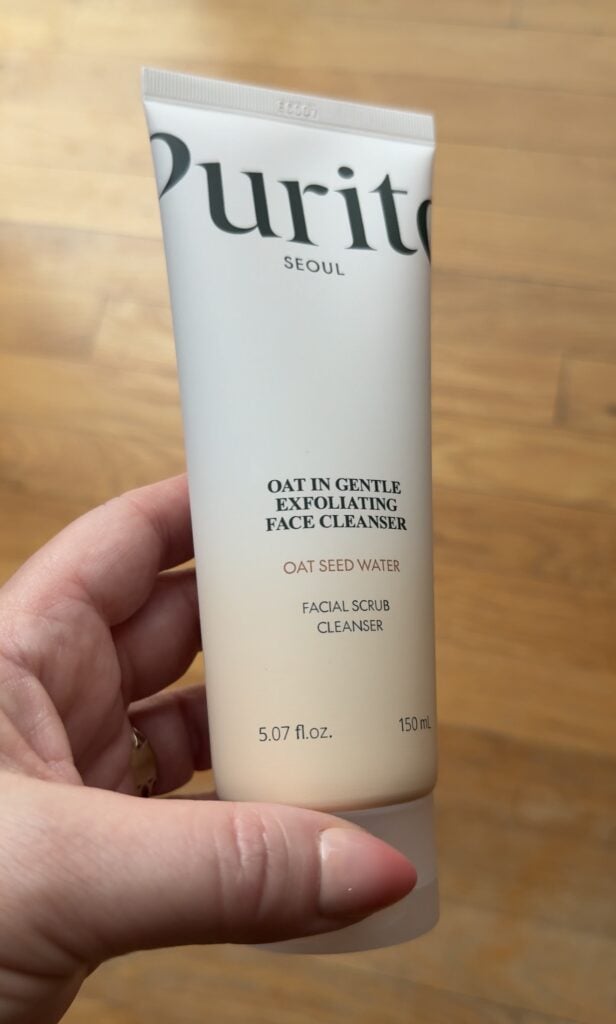 Purito
SEOUL
OAT IN GENTLE
EXFOLIATING
FACE CLEANSER
OAT SEED WATER
FACIAL SCRUB
CLEANSER
5.07 fl.oz. 150 mL